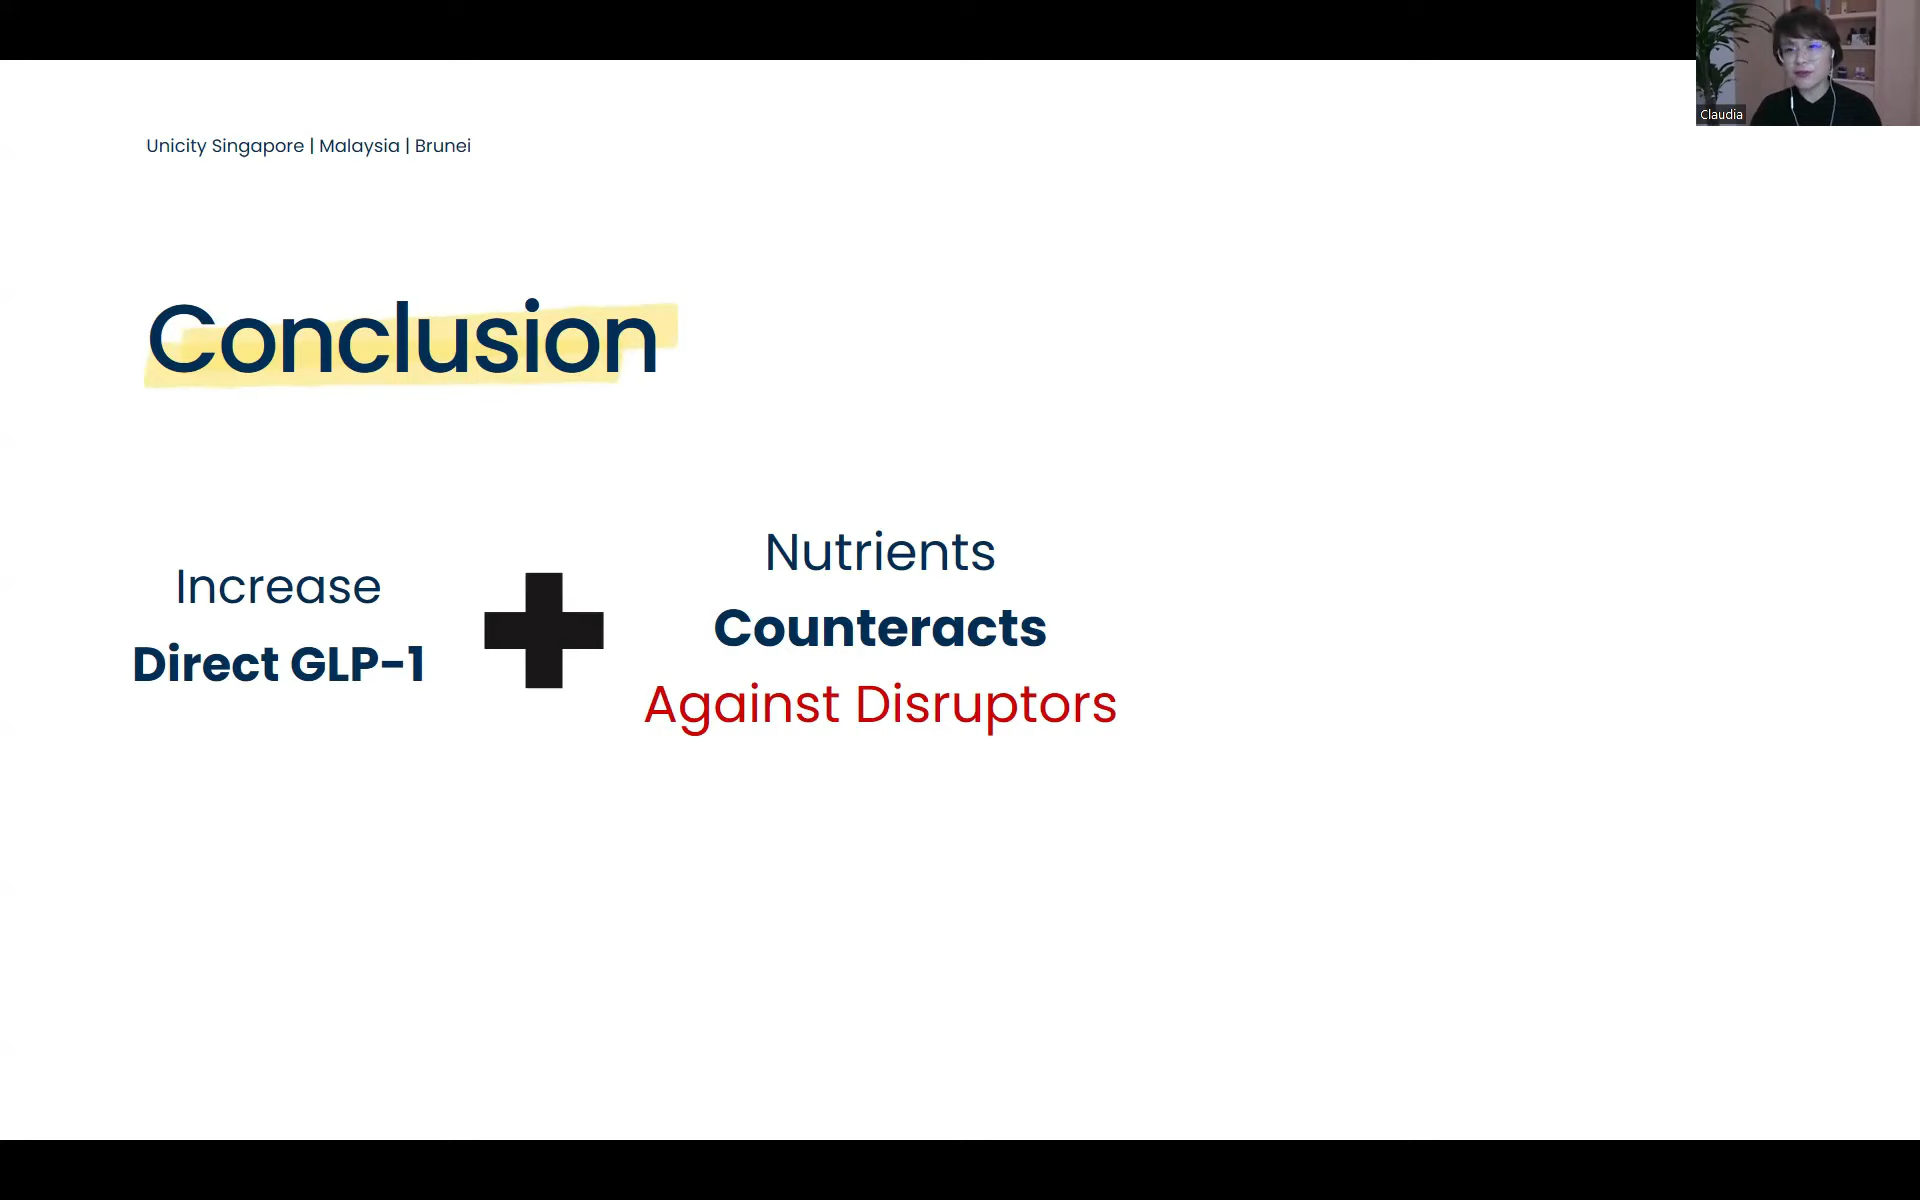 Claudia
Unicity Singapore | Malaysia | Brunei
Conclusion
Increase
Direct GLP-1
Nutrients
Counteracts
Against Disruptors